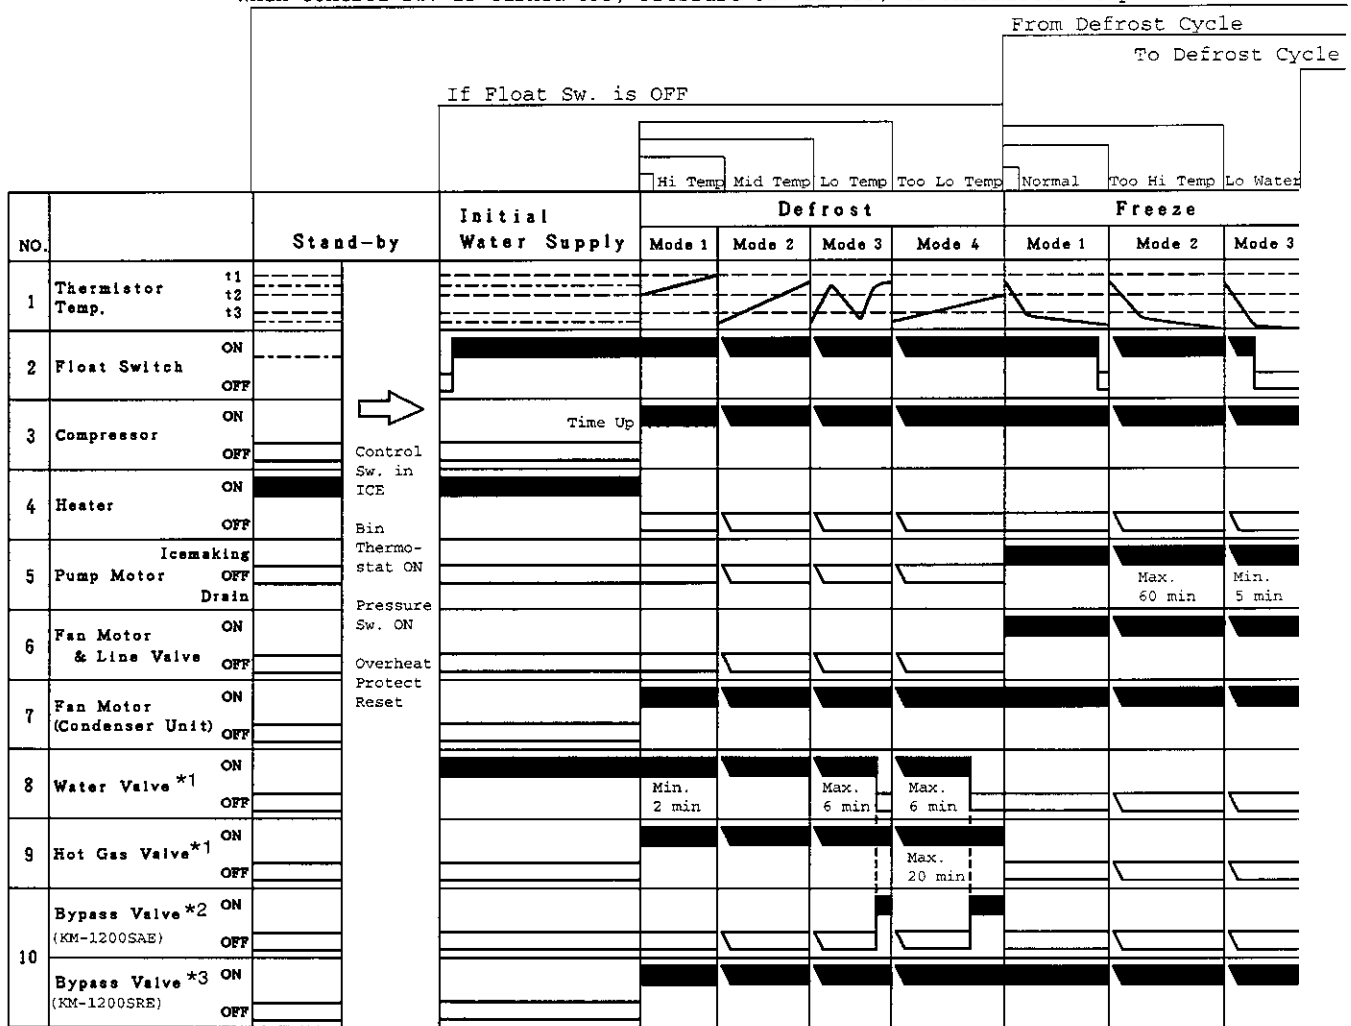 From Defrost Cycle
To Defrost Cycle
If Float Sw. is OFF
Hi Temp Mid Temp Lo Temp Too Lo Temp Normal Too Hi Temp Lo Water
NO. Stand-by Initial Water Supply Defrost Freeze
Mode 1 Mode 2 Mode 3 Mode 4 Mode 1 Mode 2 Mode 3
1 Thermistor Temp. t1 t2 t3
2 Float Switch ON OFF
3 Compressor ON OFF Time Up
Control
Sw. in
ICE
Bin
Thermo-
stat ON
Pressure
Sw. ON
Overheat
Protect
Reset
4 Heater ON OFF
5 Pump Motor Icemaking OFF Drain Max. 60 min Min. 5 min
6 Fan Motor & Line Valve ON OFF
7 Fan Motor (Condenser Unit) ON OFF
8 Water Valve *1 ON OFF Min. 2 min Max. 6 min Max. 6 min
9 Hot Gas Valve *1 ON OFF Max. 20 min
10 Bypass Valve *2 (KM-1200SAE) ON OFF
Bypass Valve *3 (KM-1200SRE) ON OFF